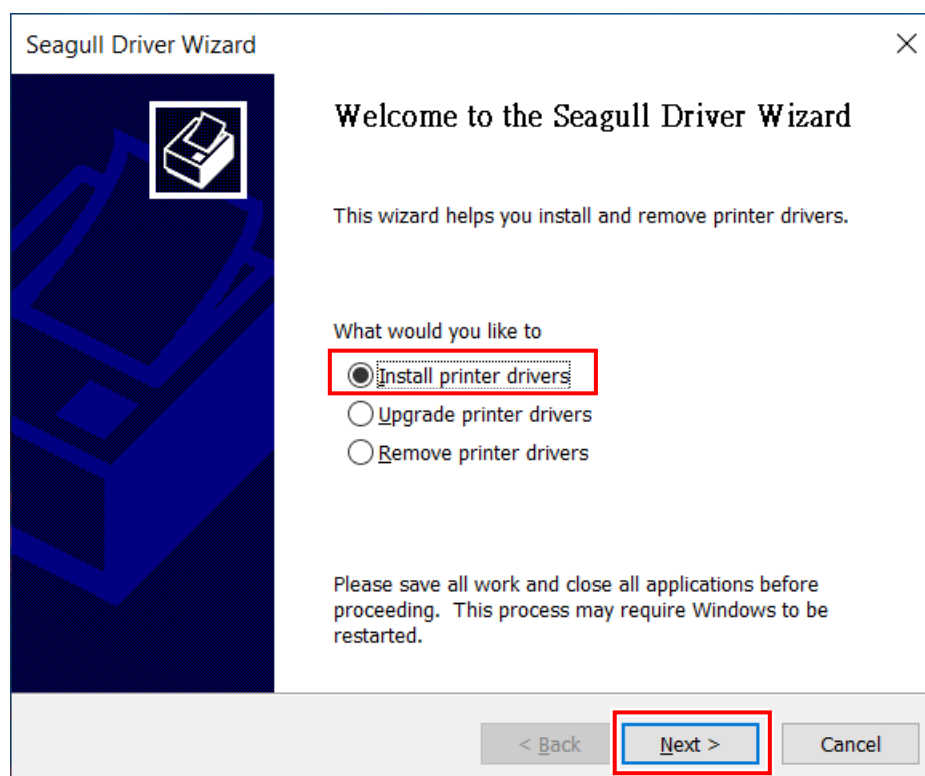 Seagull Driver Wizard
Welcome to the Seagull Driver Wizard
This wizard helps you install and remove printer drivers.
What would you like to
Install printer drivers
Upgrade printer drivers
Remove printer drivers
Please save all work and close all applications before
proceeding.  This process may require Windows to be
restarted.
< Back
Next >
Cancel